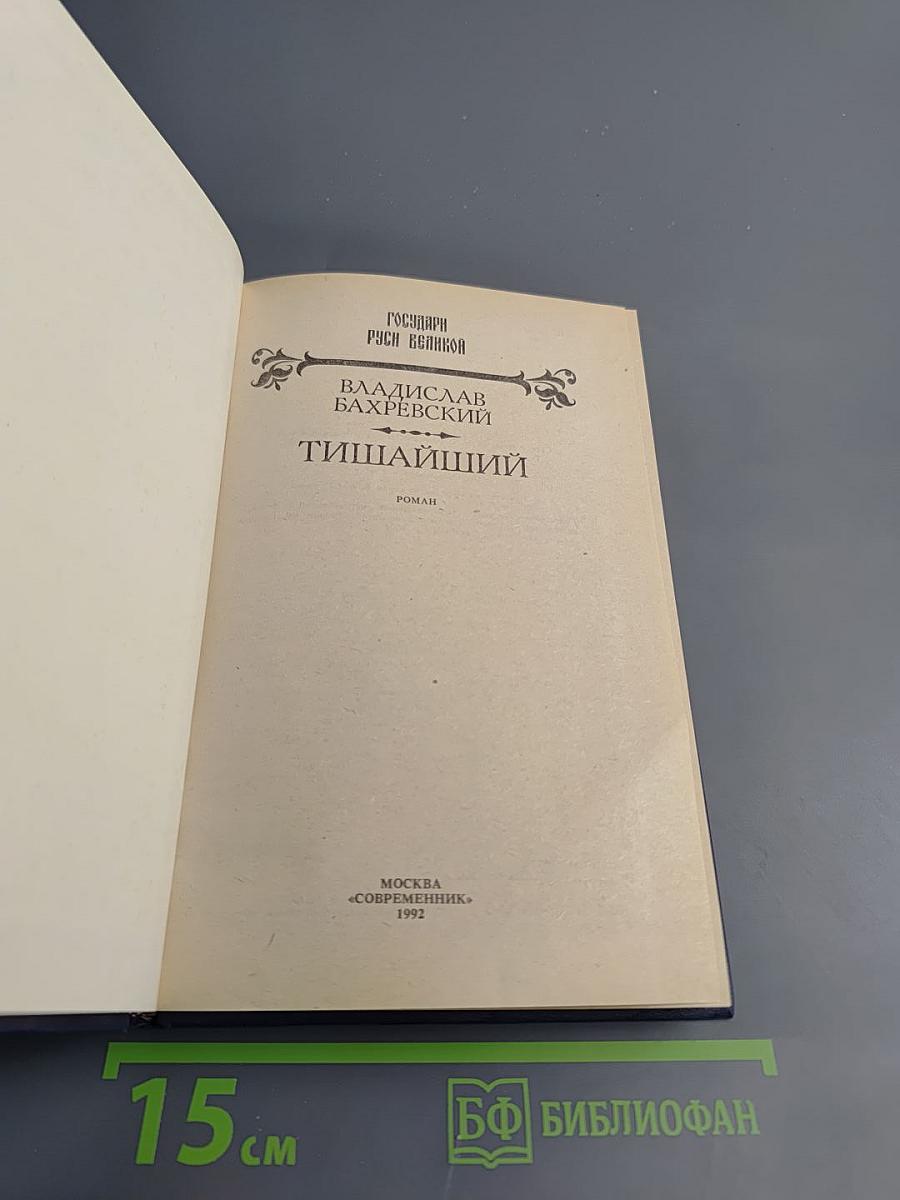 ГОСУДАРИ
РУСИ ВЕЛИКОЙ
ВЛАДИСЛАВ
БАХРЕВСКИЙ
ТИШАЙШИЙ
РОМАН
МОСКВА
«СОВРЕМЕННИК»
1992
15 см
БФ БИБЛИОФАН